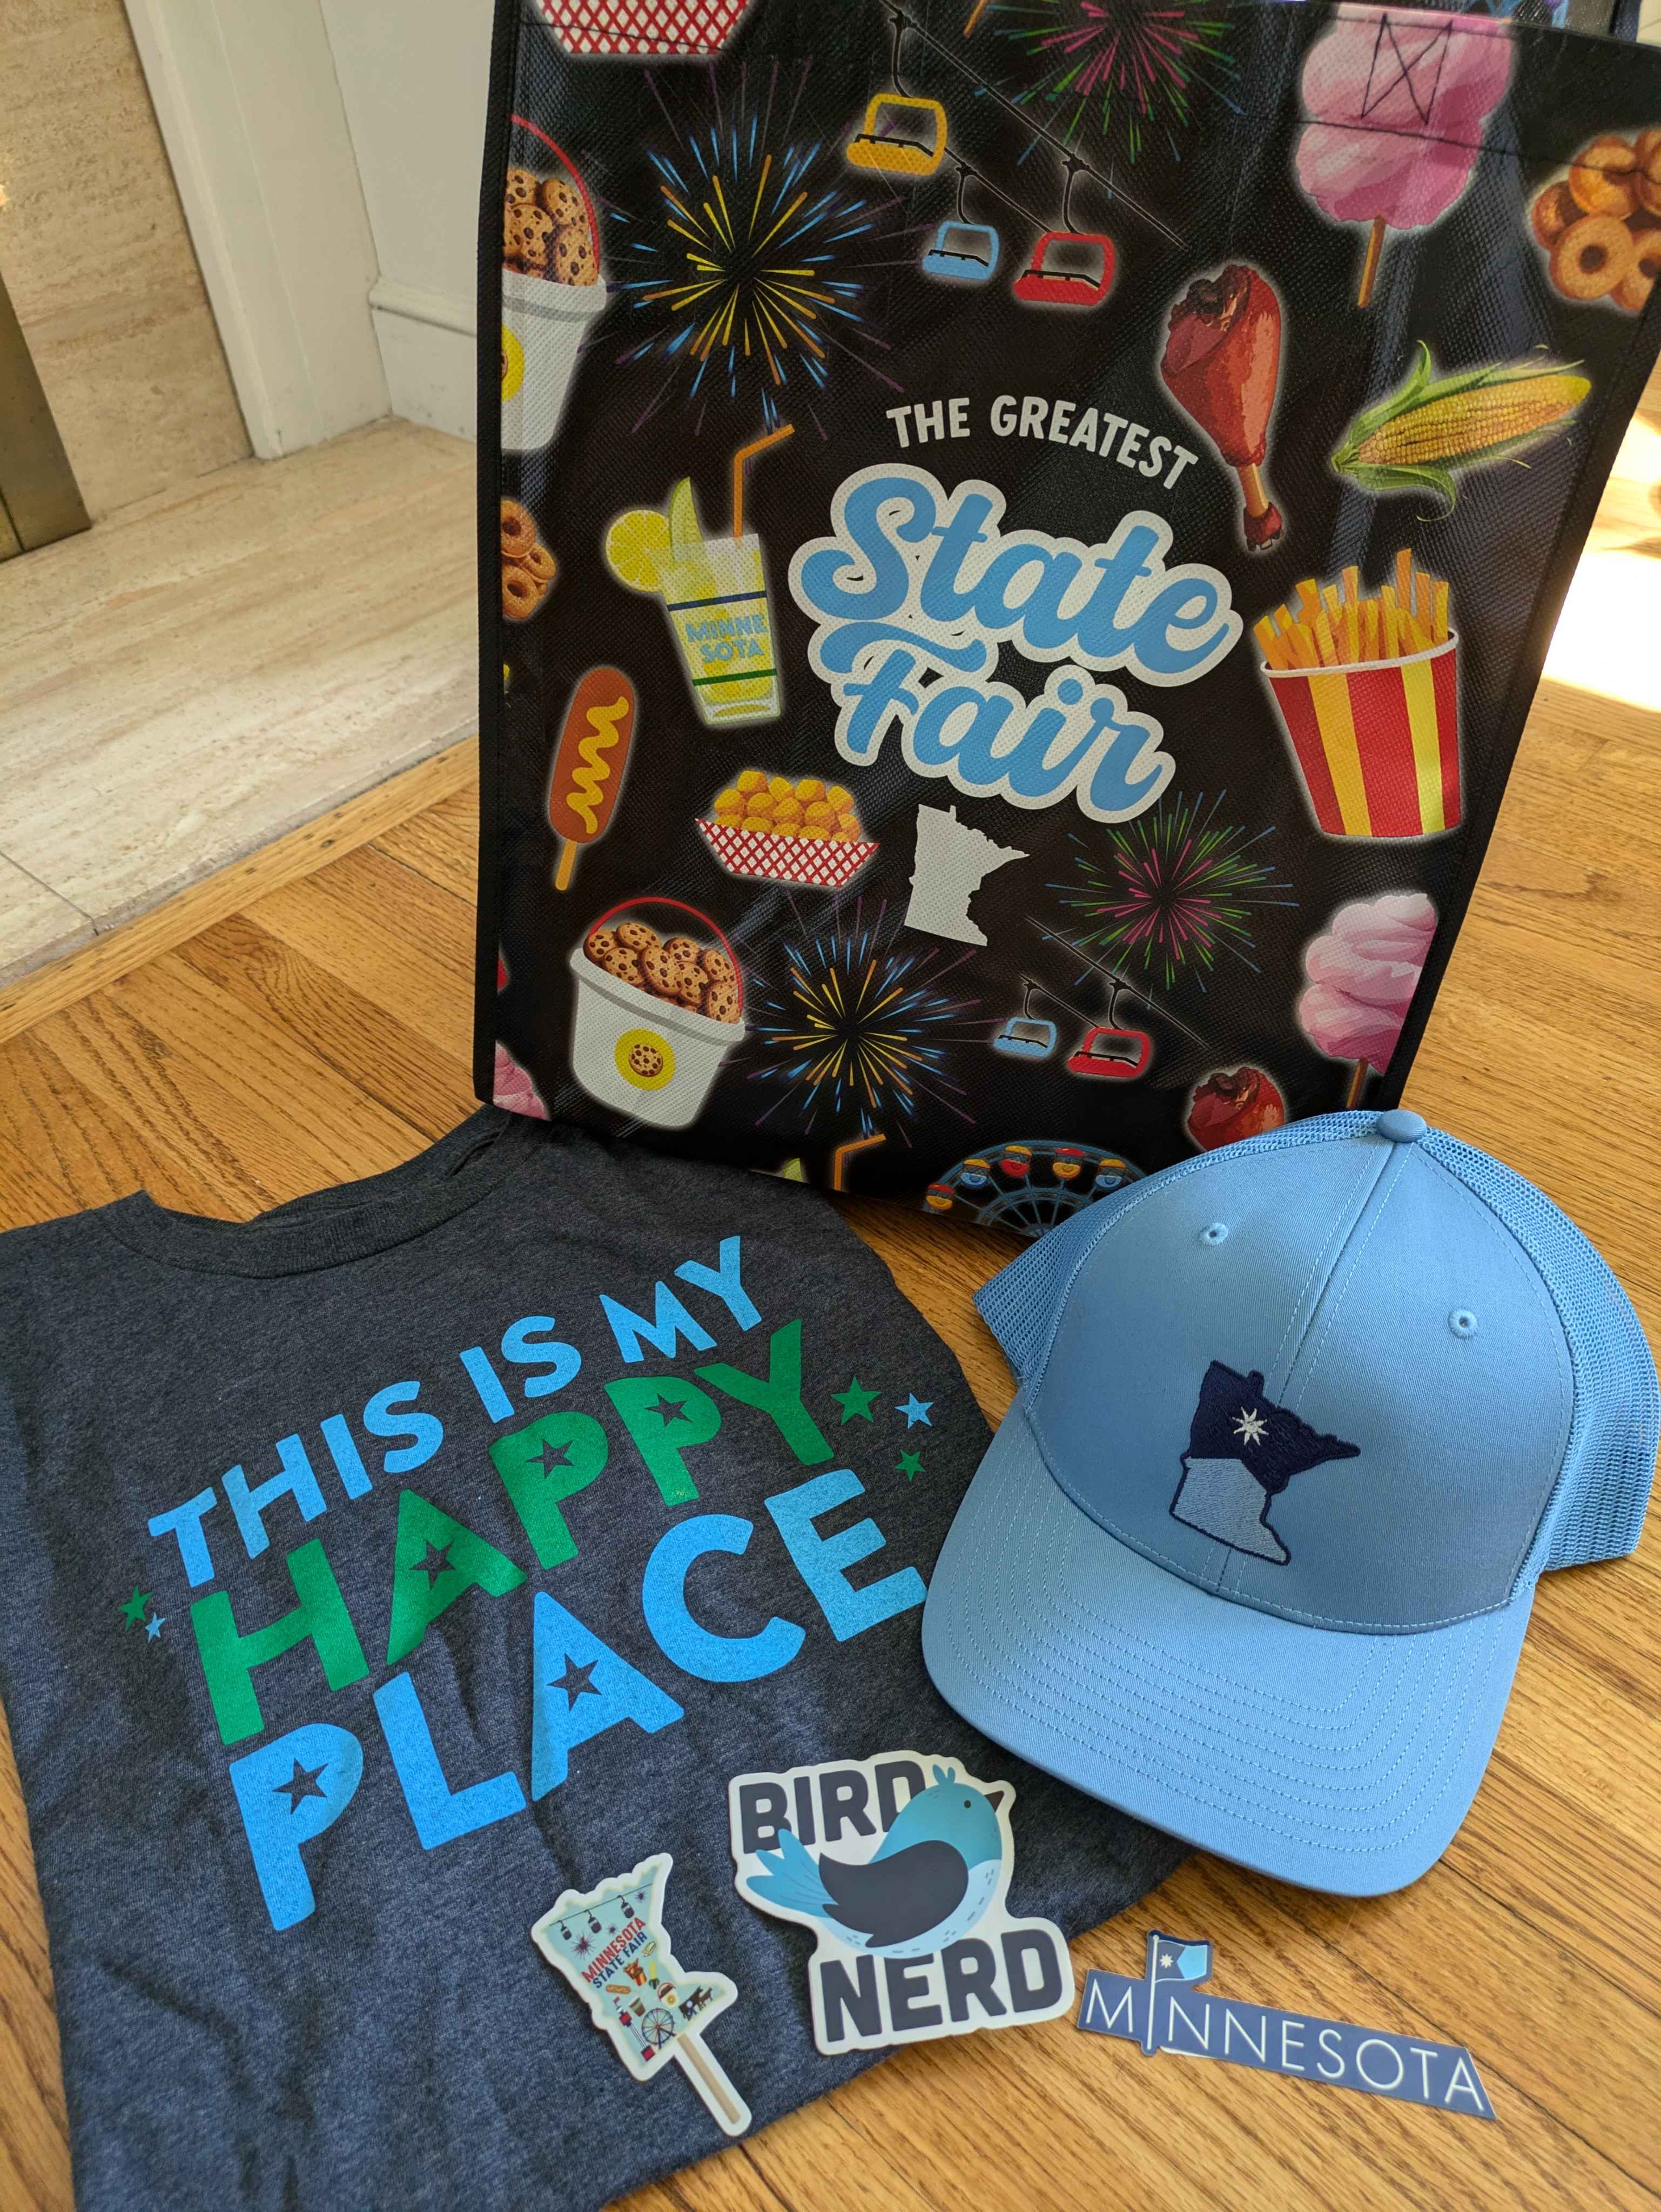 THE GREATEST
State
Fair
MINNE
SOTA
THIS IS MY
HAPPY
PLACE
MINNESOTA
STATE FAIR
BIRD
NERD
MINNESOTA